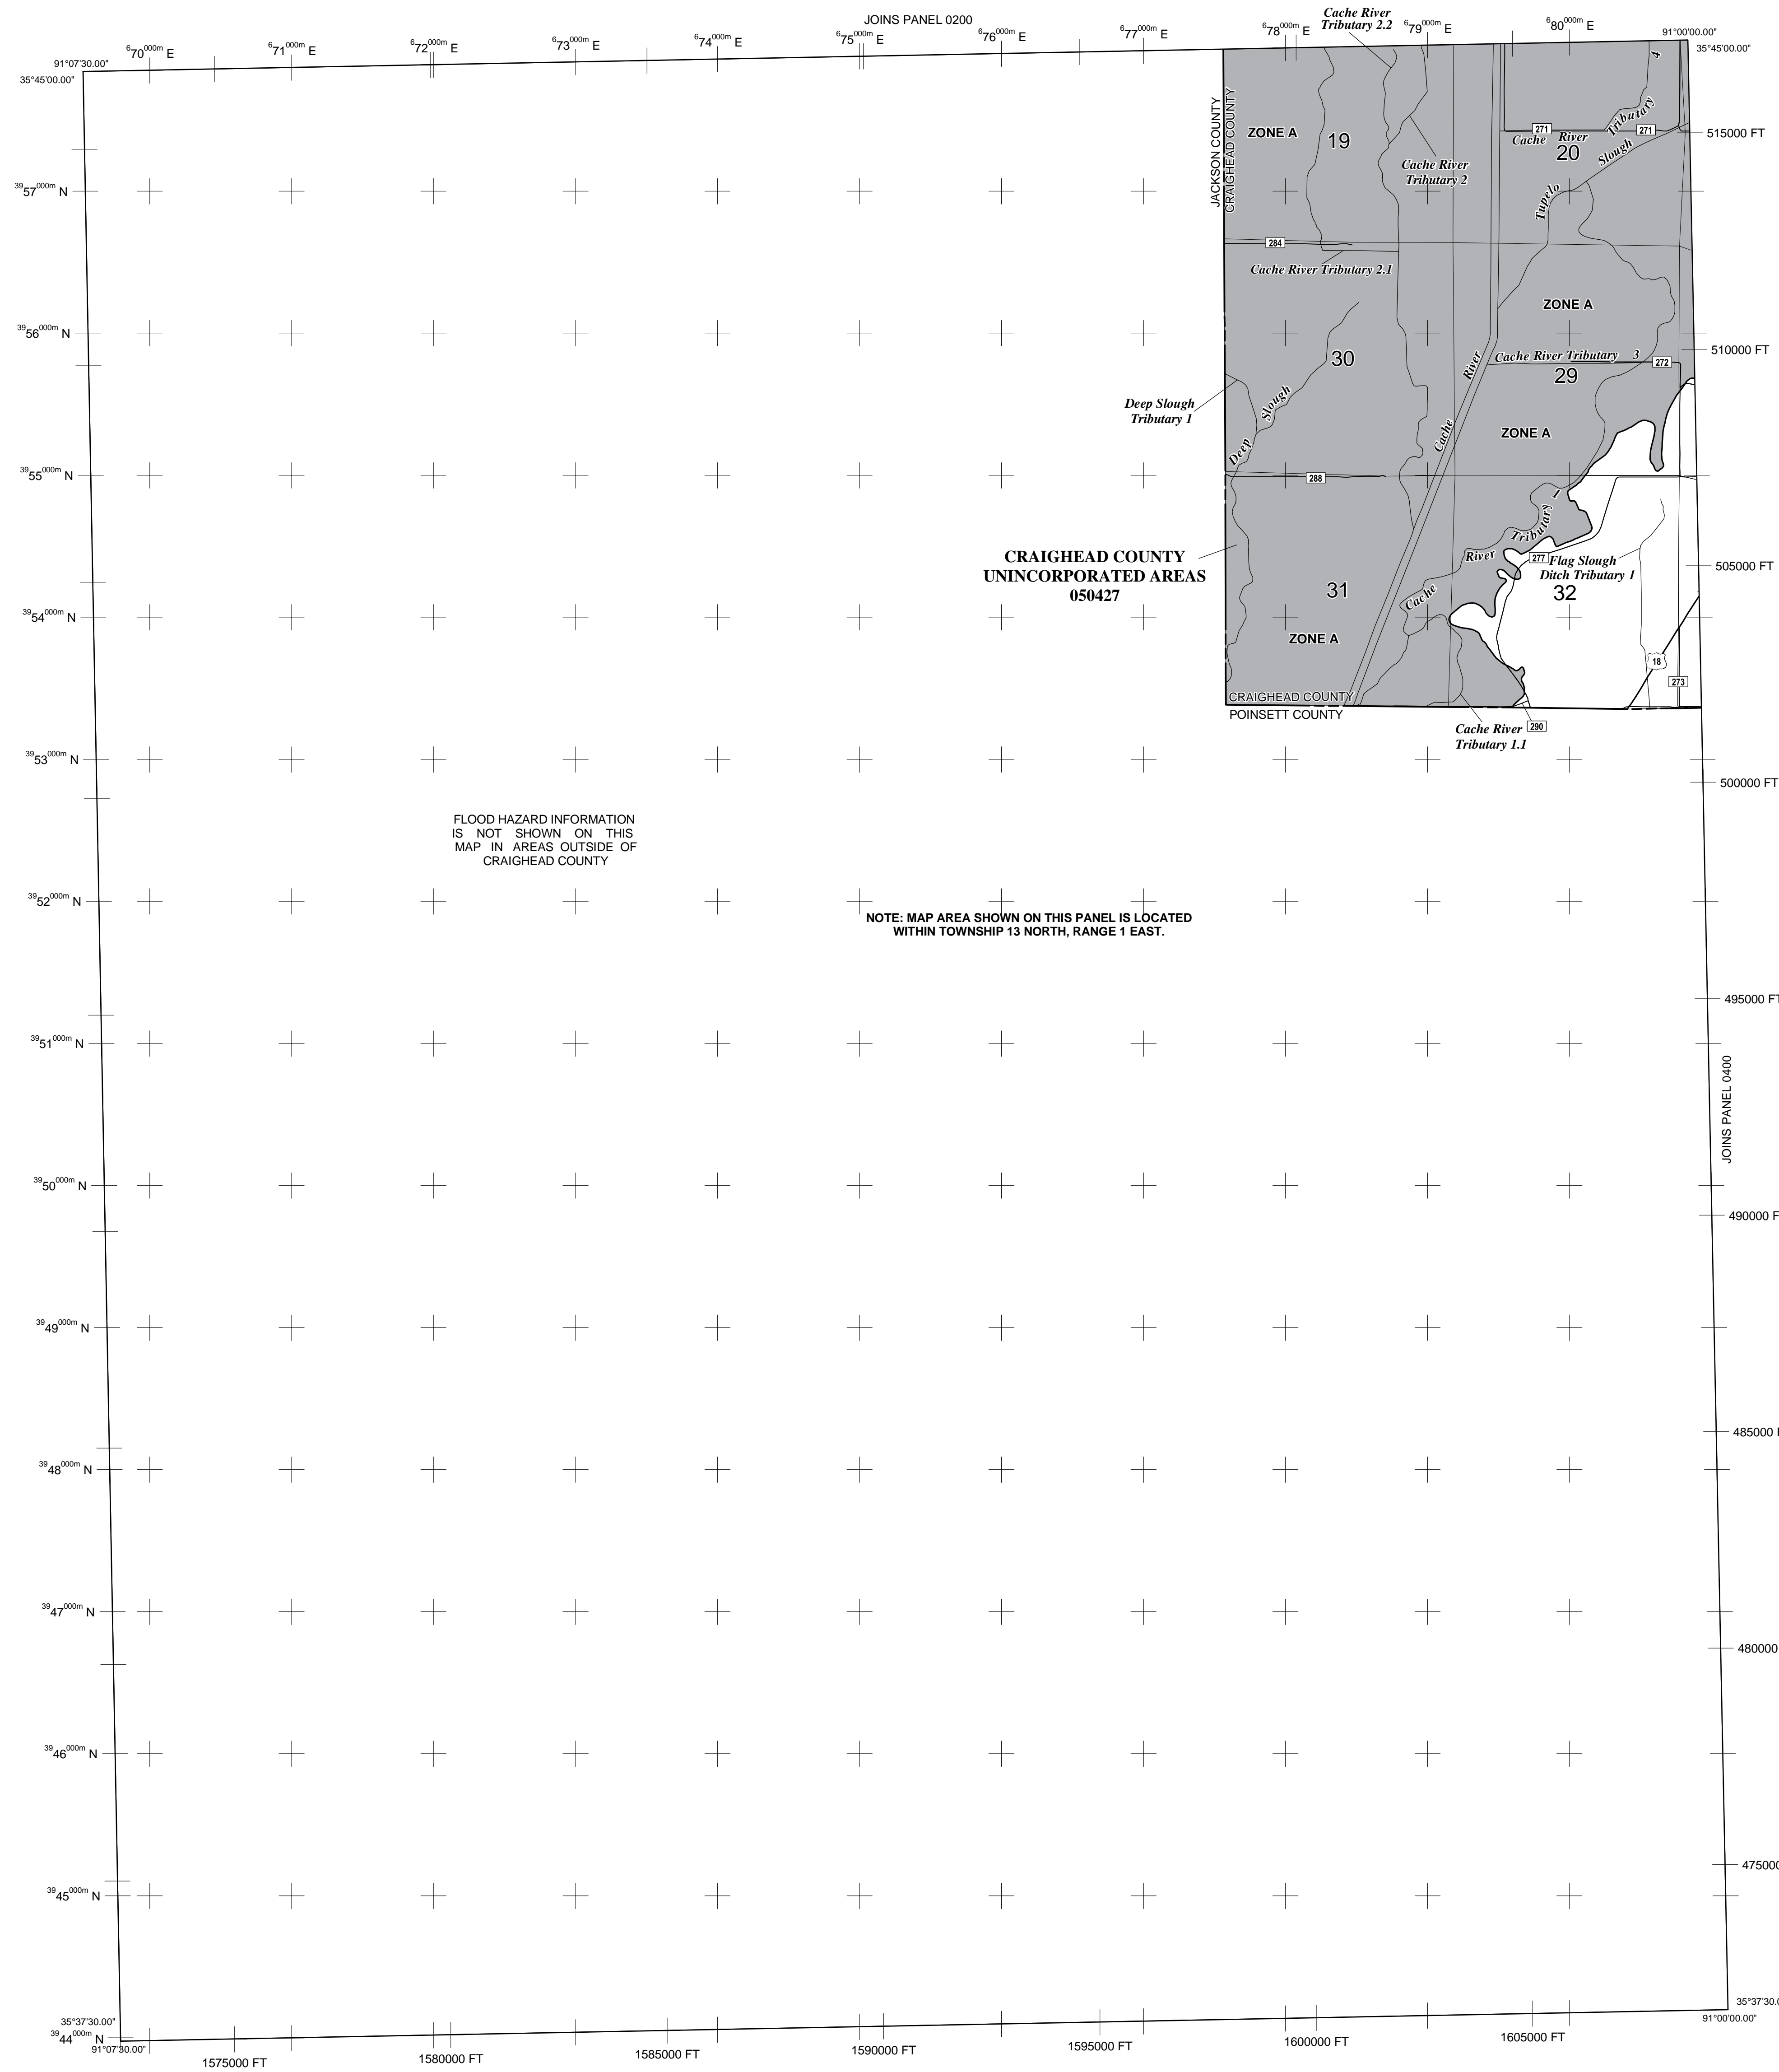 JOINS PANEL 0200
670000m E
671000m E
672000m E
673000m E
674000m E
675000m E
676000m E
677000m E
678000m E
679000m E
680000m E
Cache River
Tributary 2.2
91°07'30.00"
35°45'00.00"
91°00'00.00"
35°45'00.00"
JACKSON COUNTY
CRAIGHEAD COUNTY
ZONE A
19
Cache River
Tributary 2
271
271
Cache River Tributary 4
20
Tupelo Slough
515000 FT
3957000m N
284
Cache River Tributary 2.1
ZONE A
3956000m N
30
Cache River Tributary 3
272
29
510000 FT
Deep Slough
Tributary 1
Deep Slough
Cache River
ZONE A
3955000m N
288
Cache River Tributary 1
CRAIGHEAD COUNTY
UNINCORPORATED AREAS
050427
277
Flag Slough
Ditch Tributary 1
505000 FT
31
32
3954000m N
ZONE A
18
273
CRAIGHEAD COUNTY
POINSETT COUNTY
Cache River
Tributary 1.1
290
3953000m N
500000 FT
FLOOD HAZARD INFORMATION
IS NOT SHOWN ON THIS
MAP IN AREAS OUTSIDE OF
CRAIGHEAD COUNTY
3952000m N
NOTE: MAP AREA SHOWN ON THIS PANEL IS LOCATED
WITHIN TOWNSHIP 13 NORTH, RANGE 1 EAST.
495000 FT
3951000m N
JOINS PANEL 0400
3950000m N
490000 F
3949000m N
485000
3948000m N
3947000m N
480000
3946000m N
475000
3945000m N
35°37'30.00"
3944000m N
91°07'30.00"
35°37'30.0
91°00'00.00"
1575000 FT
1580000 FT
1585000 FT
1590000 FT
1595000 FT
1600000 FT
1605000 FT